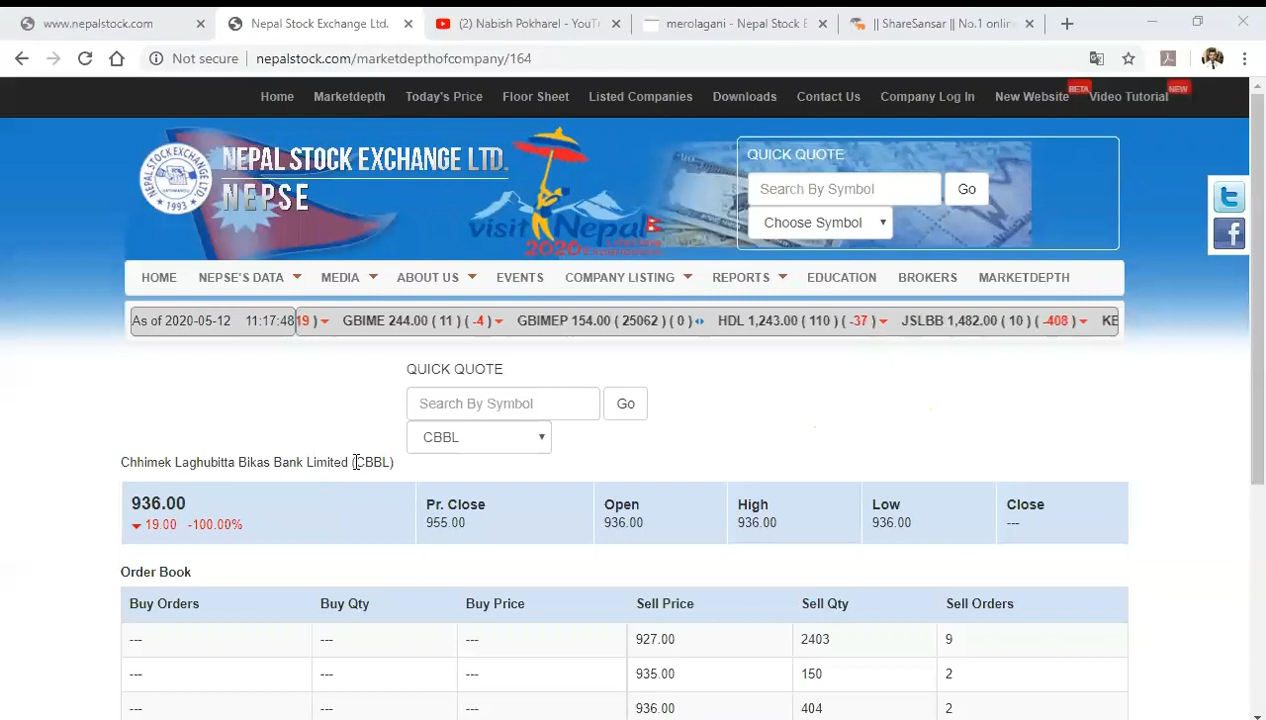 www.nepalstock.com
Nepal Stock Exchange Ltd.
(2) Nabish Pokharel - YouT
merolagani - Nepal Stock E
|| ShareSansar || No.1 onlin
Not secure nepalstock.com/marketdepthofcompany/164
Home Marketdepth Today's Price Floor Sheet Listed Companies Downloads Contact Us Company Log In New Website BETA Video Tutorial NEW
NEPAL STOCK EXCHANGE LTD.
NEPSE
1993
visit Nepal
2020
QUICK QUOTE
Search By Symbol Go
Choose Symbol
HOME NEPSE'S DATA MEDIA ABOUT US EVENTS COMPANY LISTING REPORTS EDUCATION BROKERS MARKETDEPTH
As of 2020-05-12 11:17:48 19 ) GBIME 244.00 ( 11 ) ( -4 ) GBIMEP 154.00 ( 25062 ) ( 0 ) HDL 1,243.00 ( 110 ) ( -37 ) JSLBB 1,482.00 ( 10 ) ( -408 )
QUICK QUOTE
Search By Symbol Go
CBBL
Chhimek Laghubitta Bikas Bank Limited (CBBL)
936.00 Pr. Close Open High Low Close
19.00 -100.00% 955.00 936.00 936.00 936.00 ---
Order Book
Buy Orders Buy Qty Buy Price Sell Price Sell Qty Sell Orders
--- --- --- 927.00 2403 9
--- --- --- 935.00 150 2
--- --- --- 936.00 404 2